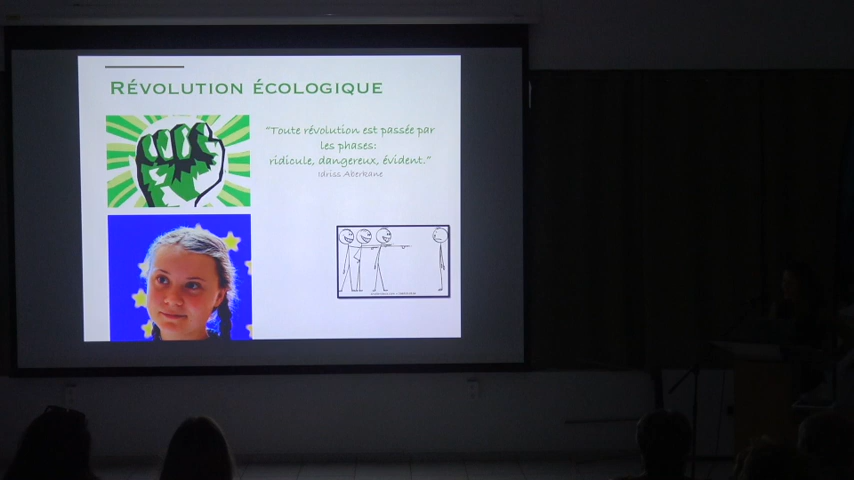 RÉVOLUTION ÉCOLOGIQUE
“Toute révolution est passée par
les phases:
ridicule, dangereux, évident.”
Idriss Aberkane